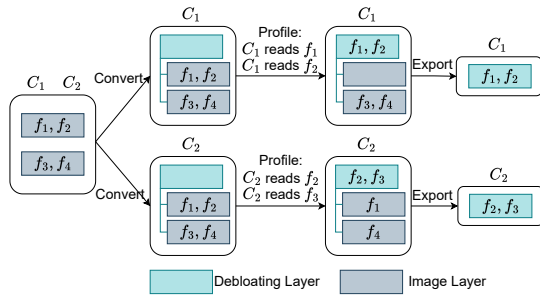 C₁ C₂
f₁, f₂
f₃, f₄
Convert
Convert
C₁
f₁, f₂
f₃, f₄
Profile:
C₁ reads f₁
C₁ reads f₂
C₁
f₁, f₂
f₃, f₄
Export
C₁
f₁, f₂
C₂
f₁, f₂
f₃, f₄
Profile:
C₂ reads f₂
C₂ reads f₃
C₂
f₂, f₃
f₁
f₄
Export
C₂
f₂, f₃
Debloating Layer
Image Layer